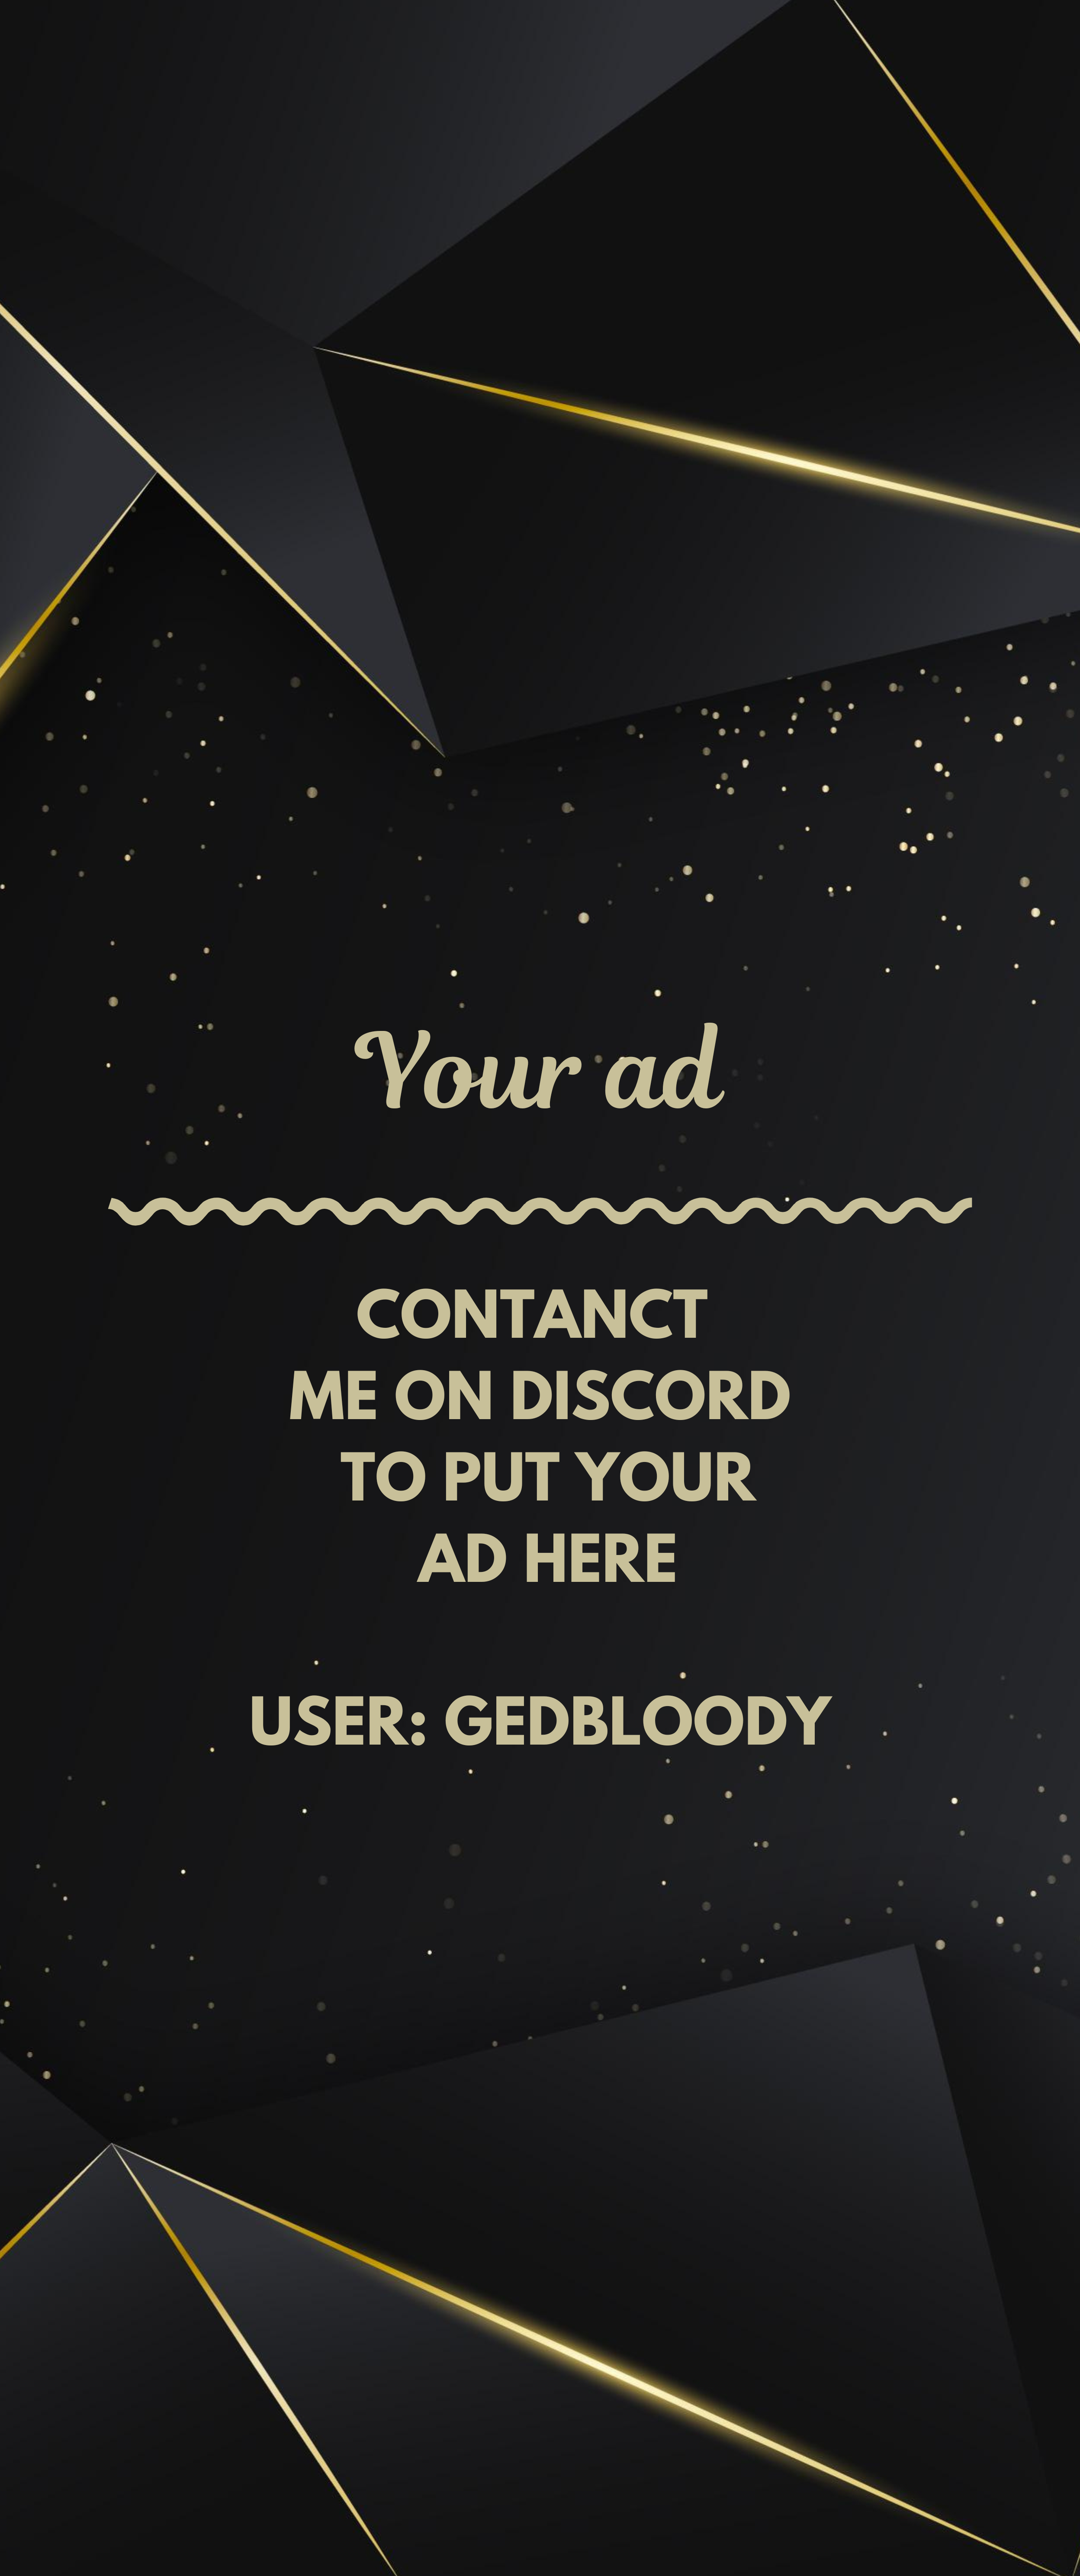 Your ad
CONTANCT
ME ON DISCORD
TO PUT YOUR
AD HERE
USER: GEDBLOODY